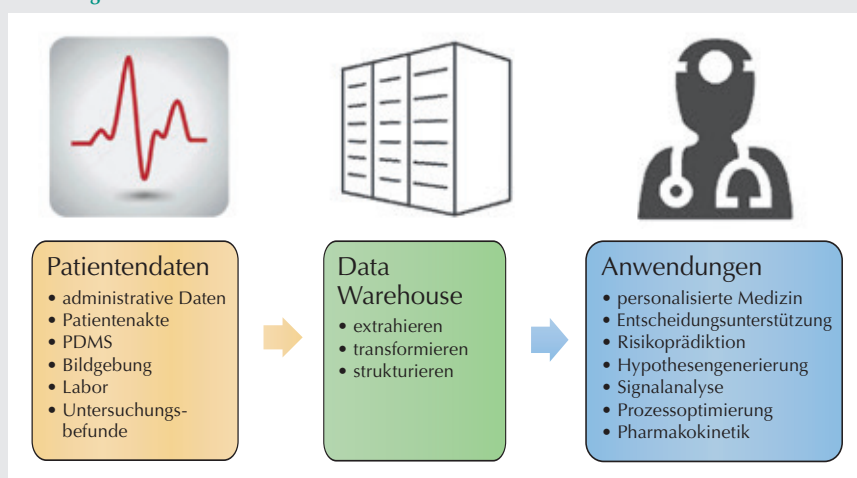 Patientendaten
• administrative Daten
• Patientenakte
• PDMS
• Bildgebung
• Labor
• Untersuchungs-
befunde
Data
Warehouse
• extrahieren
• transformieren
• strukturieren
Anwendungen
• personalisierte Medizin
• Entscheidungsunterstützung
• Risikoprädiktion
• Hypothesengenerierung
• Signalanalyse
• Prozessoptimierung
• Pharmakokinetik